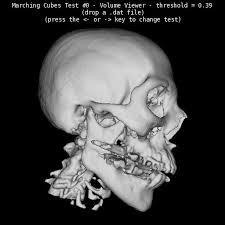 Marching Cubes Test #0 - Volume Viewer - threshold = 0.39
(drop a .dat file)
(press the <- or -> key to change test)